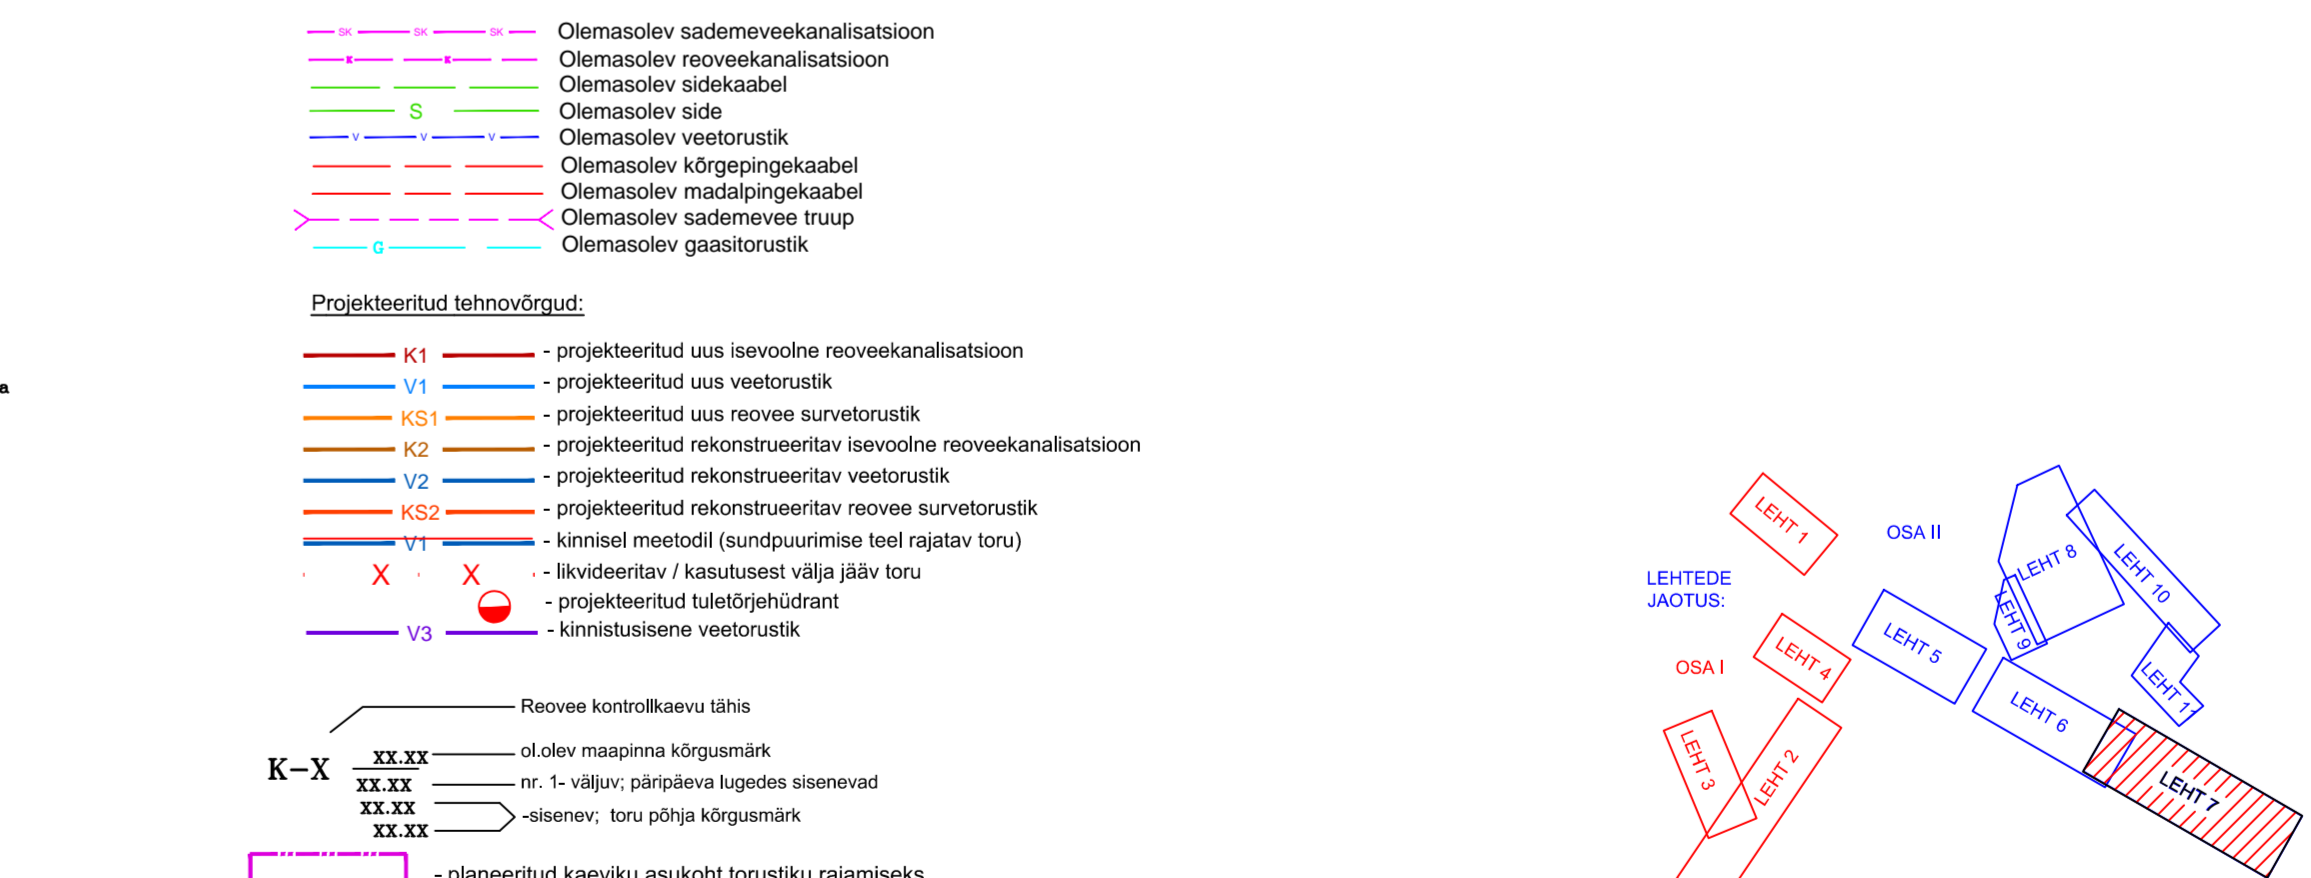 SK SK SK Olemasolev sademeveekanalisatsioon
K K Olemasolev reoveekanalisatsioon
Olemasolev sidekaabel
S Olemasolev side
V V V Olemasolev veetorustik
Olemasolev kõrgepingekaabel
Olemasolev madalpingekaabel
Olemasolev sademevee truup
G Olemasolev gaasitorustik
Projekteeritud tehnovõrgud:
K1 - projekteeritud uus isevoolne reoveekanalisatsioon
a
V1 - projekteeritud uus veetorustik
KS1 - projekteeritud uus reovee survetorustik
K2 - projekteeritud rekonstrueeritav isevoolne reoveekanalisatsioon
V2 - projekteeritud rekonstrueeritav veetorustik
KS2 - projekteeritud rekonstrueeritav reovee survetorustik
V1 - kinnisel meetodil (sundpuurimise teel rajatav toru)
X X - likvideeritav / kasutusest välja jääv toru
- projekteeritud tuletõrjehüdrant
V3 - kinnistusisene veetorustik
Reovee kontrollkaevu tähis
K-X
xx.xx ol.olev maapinna kõrgusmärk
xx.xx nr. 1- väljuv; päripäeva lugedes sisenevad
xx.xx
-sisenev; toru põhja kõrgusmärk
xx.xx
- planeeritud kaeviku asukoht torustiku rajamiseks
LEHTEDE
JAOTUS:
OSA I
OSA II
LEHT 1
LEHT 2
LEHT 3
LEHT 4
LEHT 5
LEHT 6
LEHT 7
LEHT 8
LEHT 9
LEHT 10
LEHT 11